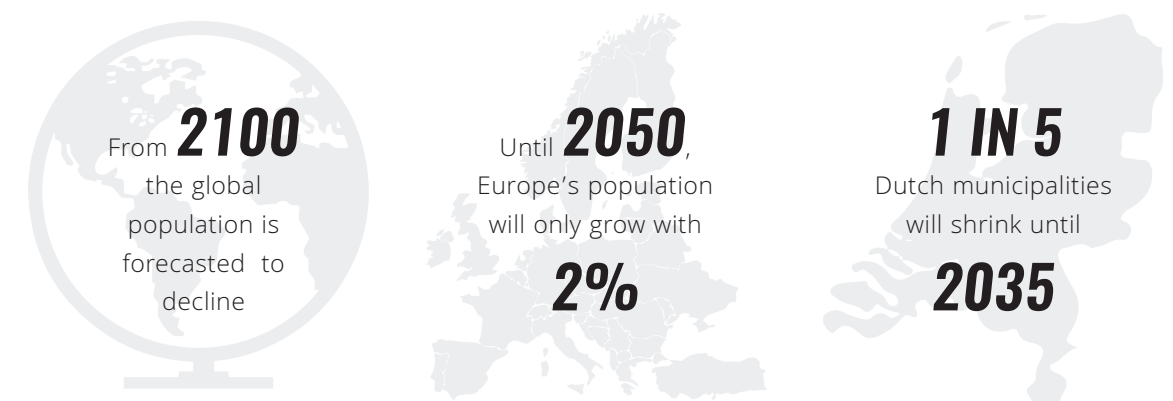 From 2100
the global
population is
forecasted to
decline
Until 2050,
Europe’s population
will only grow with
2%
1 IN 5
Dutch municipalities
will shrink until
2035